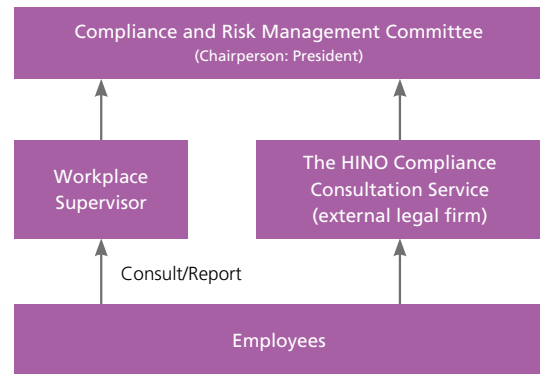 Compliance and Risk Management Committee
(Chairperson: President)
Workplace
Supervisor
The HINO Compliance
Consultation Service
(external legal firm)
Consult/Report
Employees